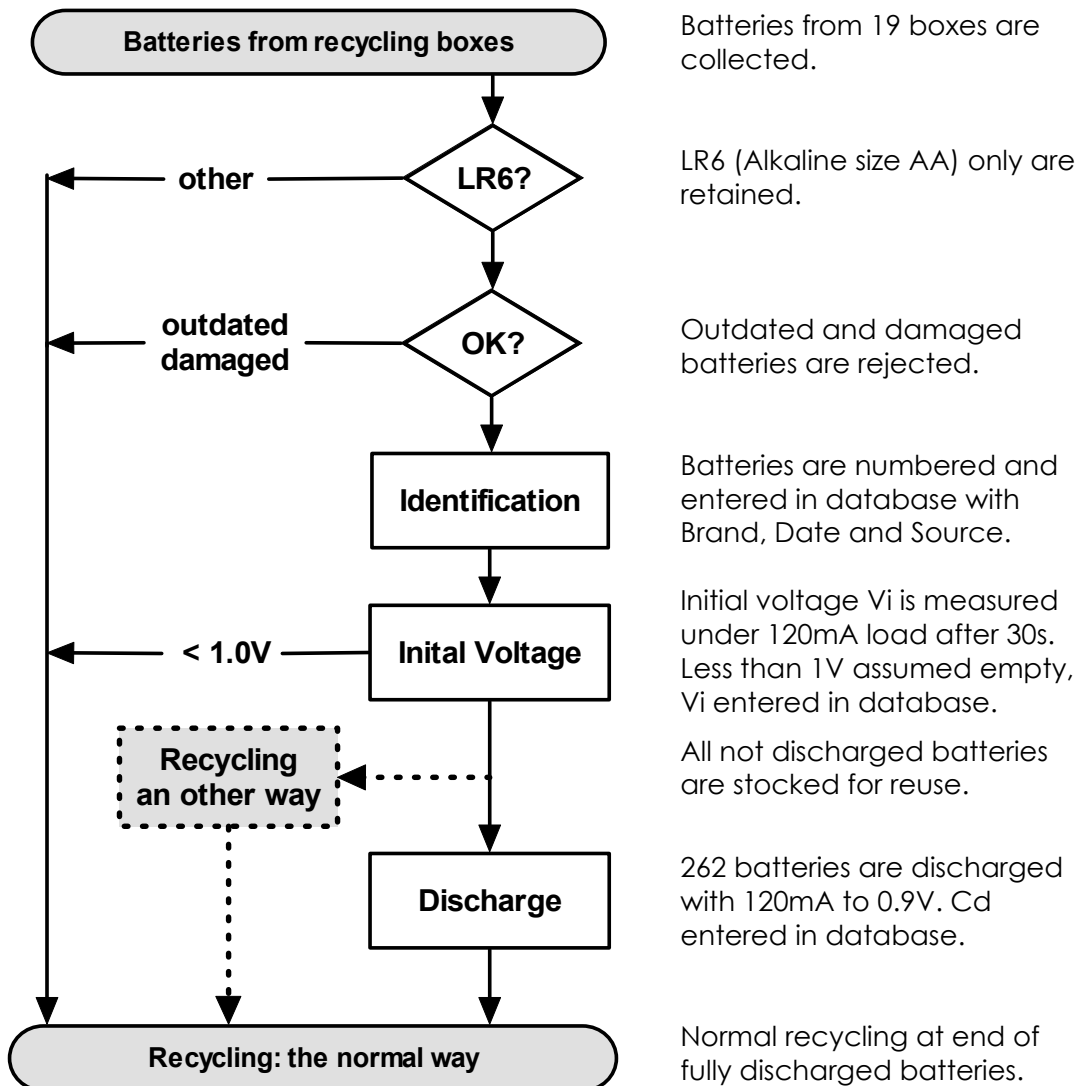 Batteries from recycling boxes
Batteries from 19 boxes are
collected.
other
LR6?
LR6 (Alkaline size AA) only are
retained.
outdated
damaged
OK?
Outdated and damaged
batteries are rejected.
Identification
Batteries are numbered and
entered in database with
Brand, Date and Source.
< 1.0V
Inital Voltage
Initial voltage Vi is measured
under 120mA load after 30s.
Less than 1V assumed empty,
Vi entered in database.
Recycling
an other way
All not discharged batteries
are stocked for reuse.
Discharge
262 batteries are discharged
with 120mA to 0.9V. Cd
entered in database.
Recycling: the normal way
Normal recycling at end of
fully discharged batteries.